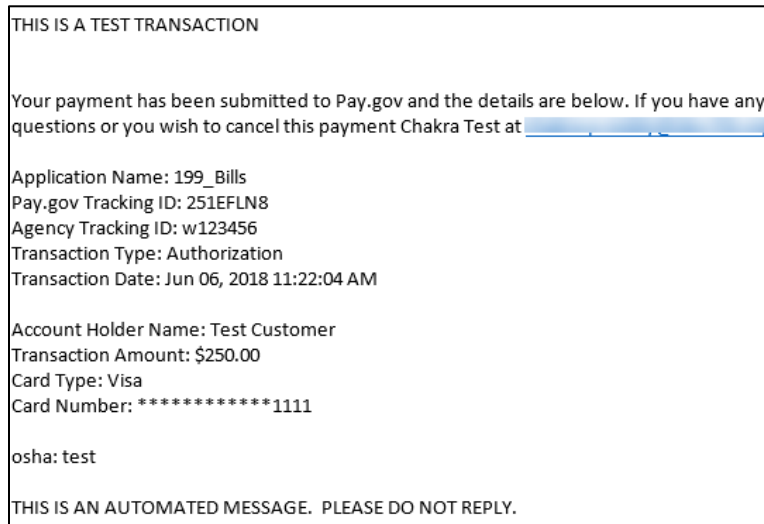 THIS IS A TEST TRANSACTION
Your payment has been submitted to Pay.gov and the details are below. If you have any
questions or you wish to cancel this payment Chakra Test at
Application Name: 199_Bills
Pay.gov Tracking ID: 251EFLN8
Agency Tracking ID: w123456
Transaction Type: Authorization
Transaction Date: Jun 06, 2018 11:22:04 AM
Account Holder Name: Test Customer
Transaction Amount: $250.00
Card Type: Visa
Card Number: ************1111
osha: test
THIS IS AN AUTOMATED MESSAGE.  PLEASE DO NOT REPLY.